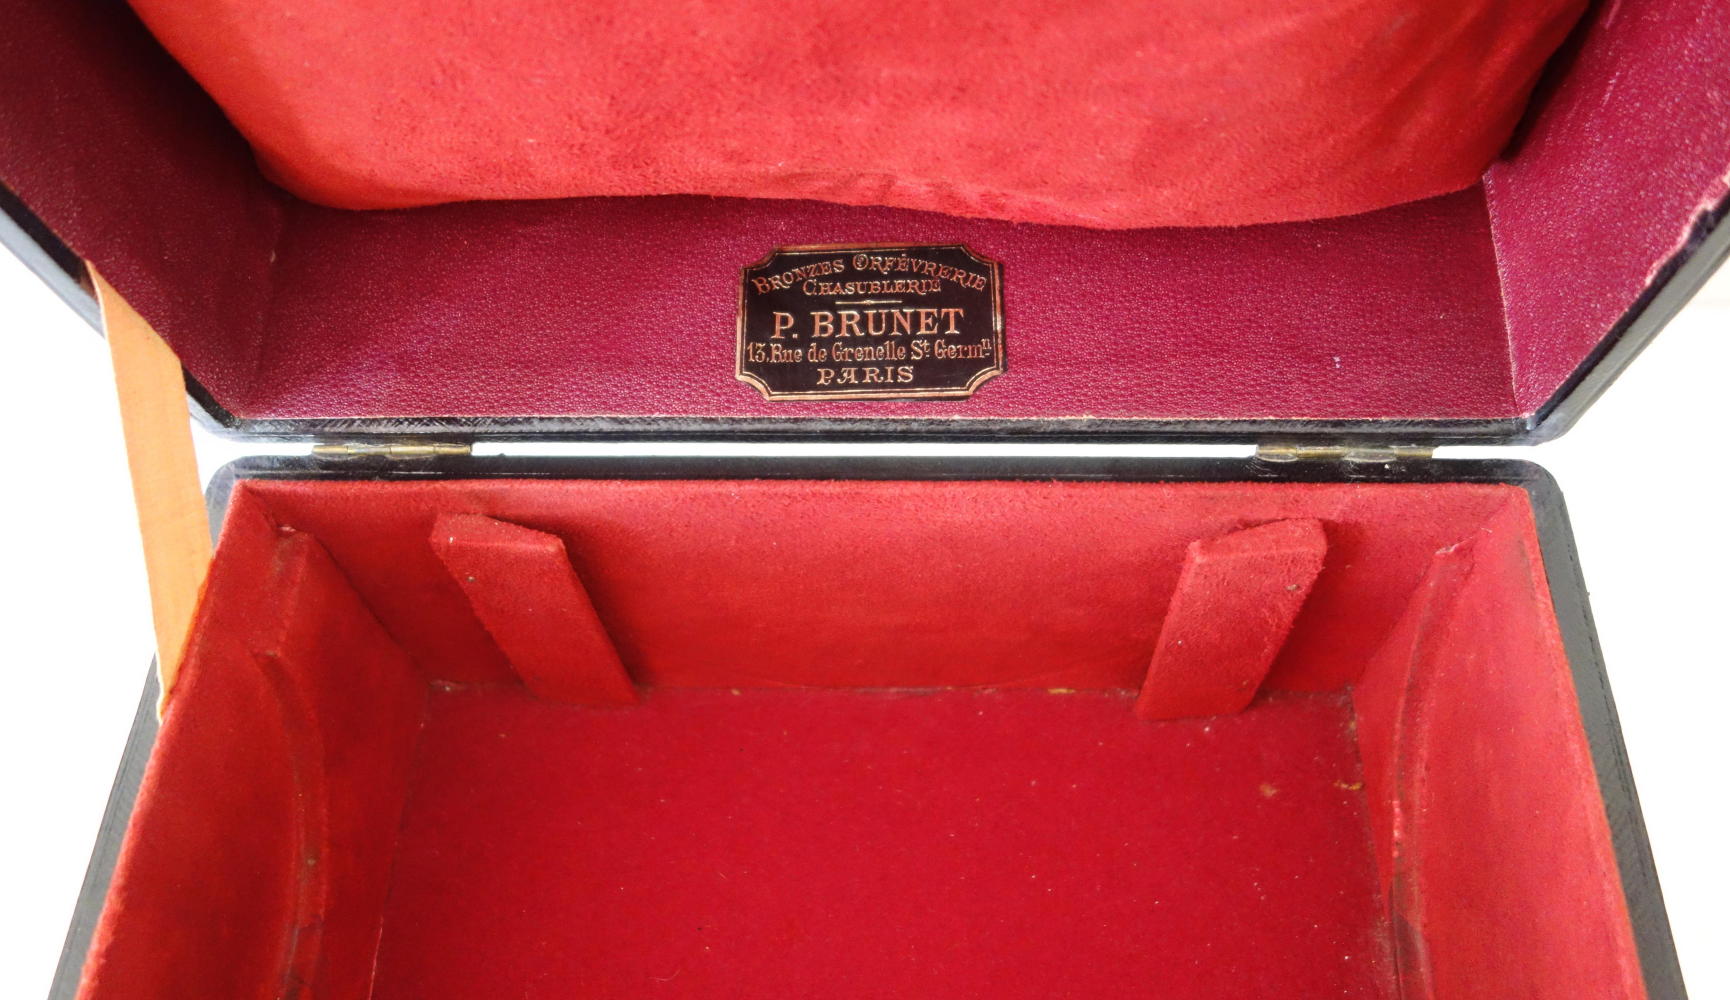 BRONZES ORFÈVRERIE
CHASUBLERIE
P. BRUNET
13, Rue de Grenelle St Germn
PARIS